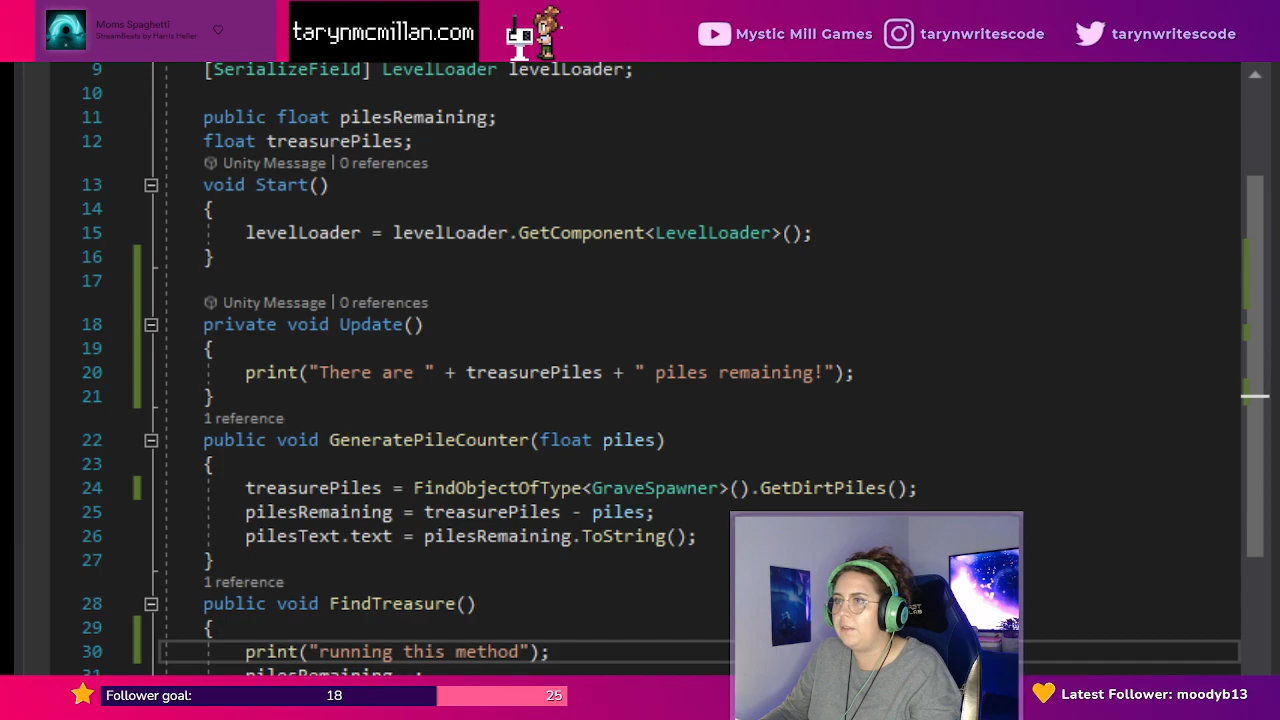 Moms Spaghetti
StreamBeats by Harris Heller
tarynmcmillan.com
Mystic Mill Games
tarynwritescode
tarynwritescode
9 [SerializeField] LevelLoader levelLoader;
10
11 public float pilesRemaining;
12 float treasurePiles;
Unity Message | 0 references
13 void Start()
14 {
15 levelLoader = levelLoader.GetComponent<LevelLoader>();
16 }
17
Unity Message | 0 references
18 private void Update()
19 {
20 print("There are " + treasurePiles + " piles remaining!");
21 }
1 reference
22 public void GeneratePileCounter(float piles)
23 {
24 treasurePiles = FindObjectOfType<GraveSpawner>().GetDirtPiles();
25 pilesRemaining = treasurePiles - piles;
26 pilesText.text = pilesRemaining.ToString();
27 }
1 reference
28 public void FindTreasure()
29 {
30 print("running this method");
31 pilesRemaining
Follower goal: 18 25
Latest Follower: moodyb13